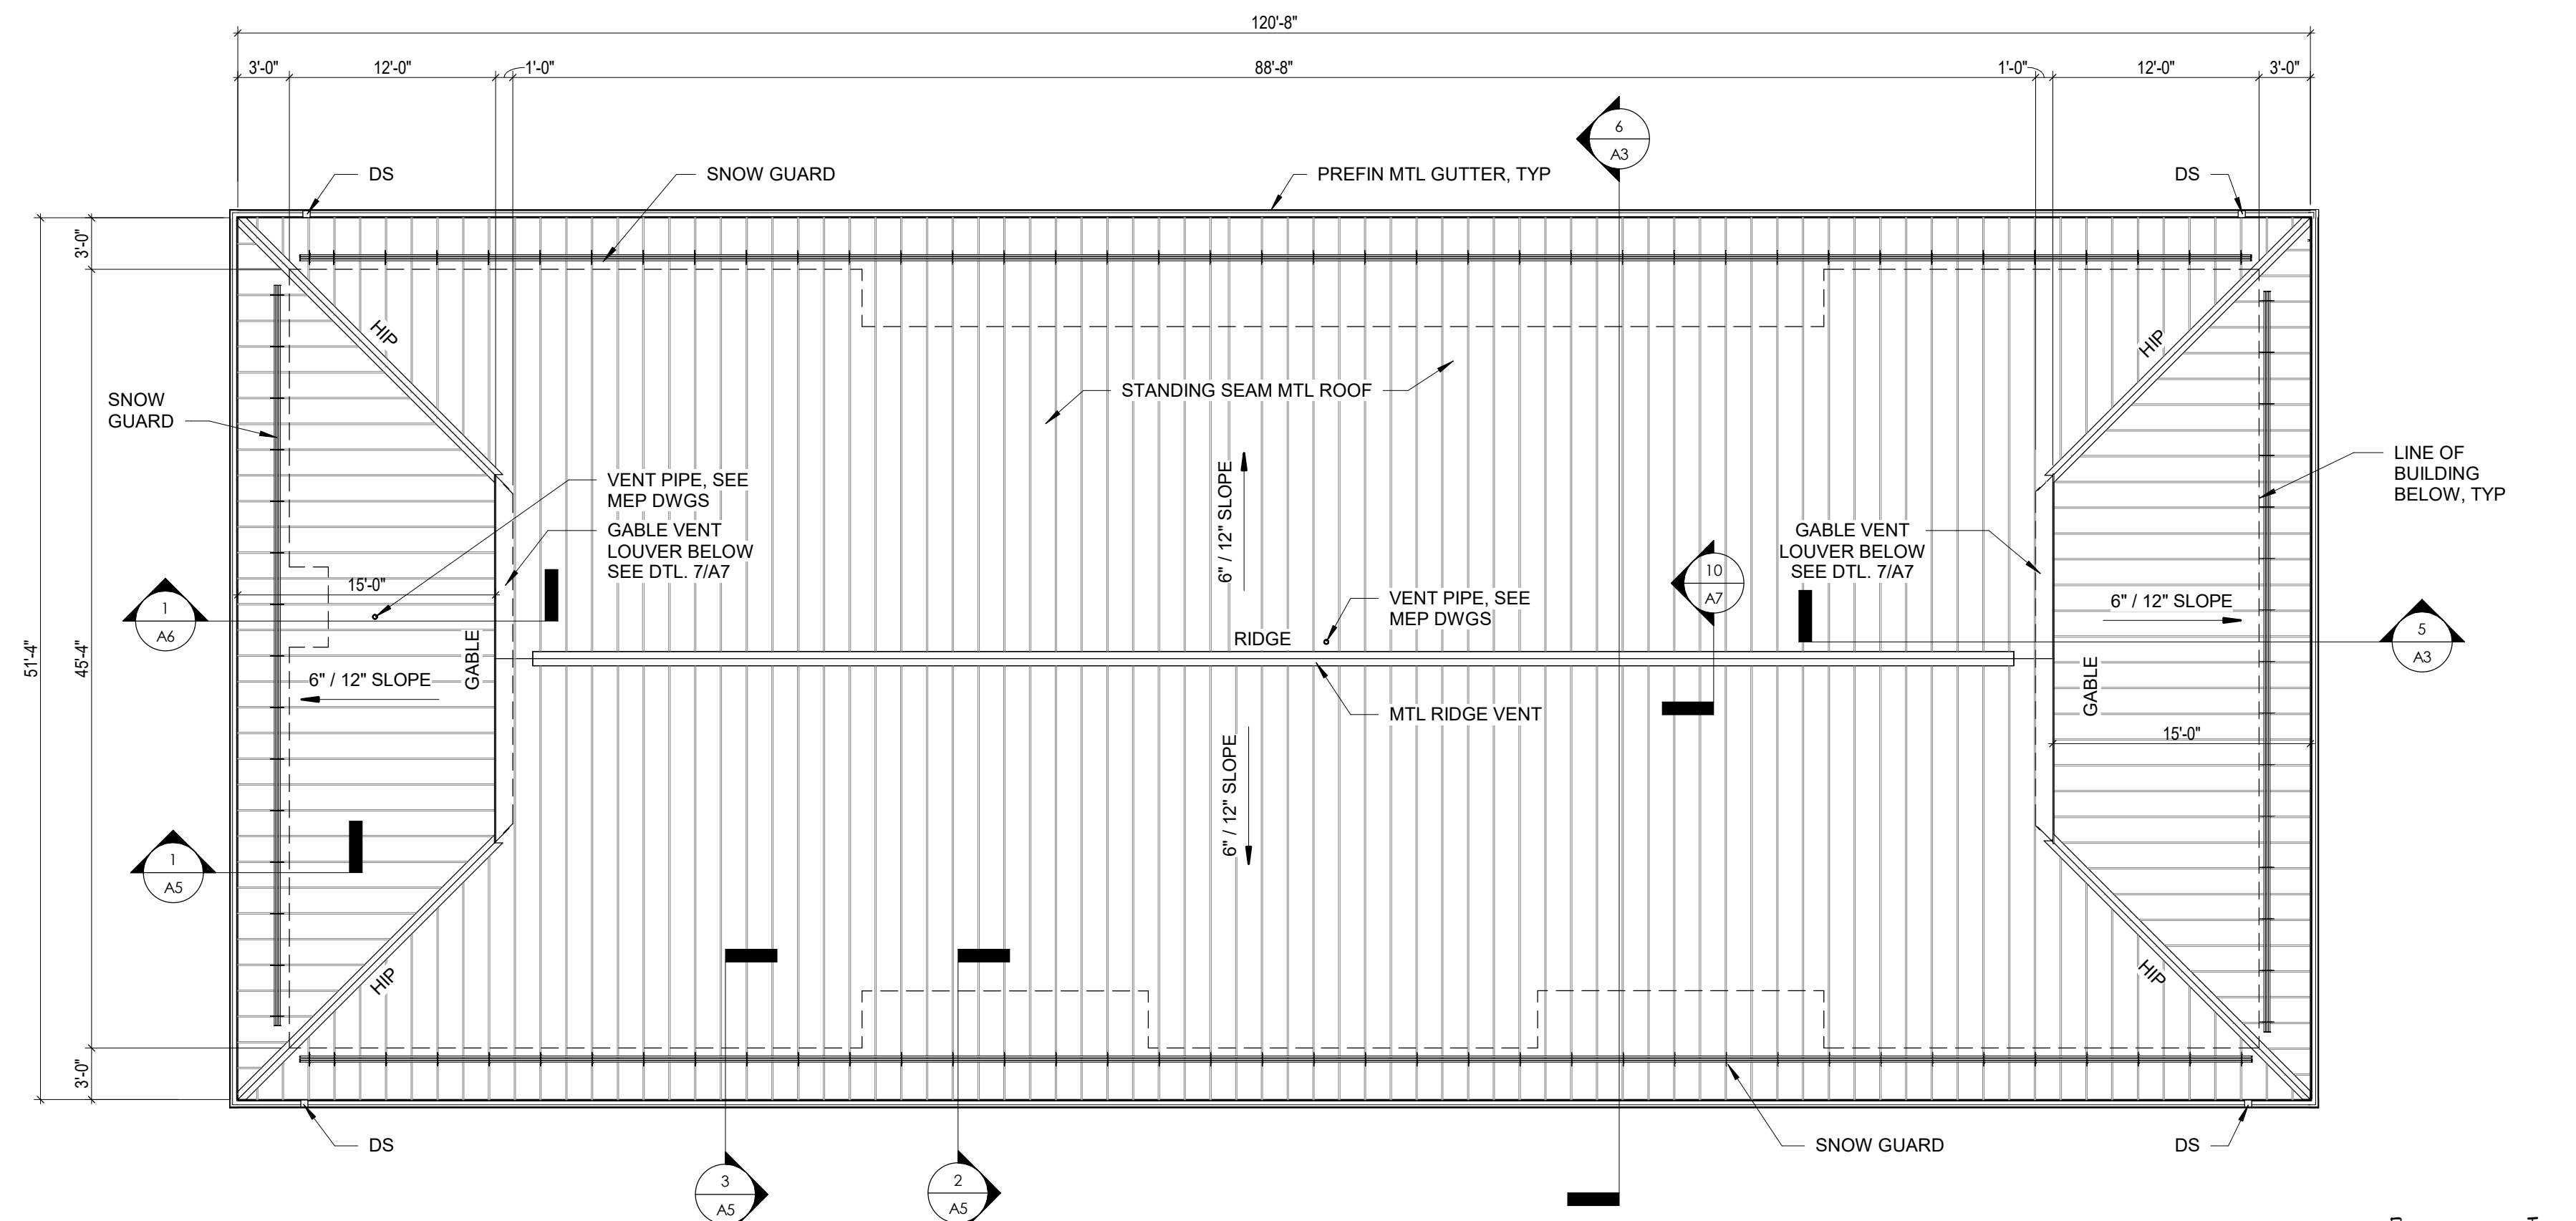 120'-8"
3'-0"
12'-0"
1'-0"
88'-8"
1'-0"
12'-0"
3'-0"
6
A3
DS
SNOW GUARD
PREFIN MTL GUTTER, TYP
DS
3'-0"
HIP
HIP
STANDING SEAM MTL ROOF
SNOW
GUARD
LINE OF
BUILDING
BELOW, TYP
VENT PIPE, SEE
MEP DWGS
GABLE VENT
LOUVER BELOW
SEE DTL. 7/A7
6" / 12" SLOPE
GABLE VENT
LOUVER BELOW
SEE DTL. 7/A7
10
A7
15'-0"
1
A6
VENT PIPE, SEE
MEP DWGS
6" / 12" SLOPE
5
A3
51'-4"
45'-4"
GABLE
RIDGE
6" / 12" SLOPE
GABLE
MTL RIDGE VENT
15'-0"
6" / 12" SLOPE
1
A5
HIP
HIP
3'-0"
DS
SNOW GUARD
DS
3
A5
2
A5